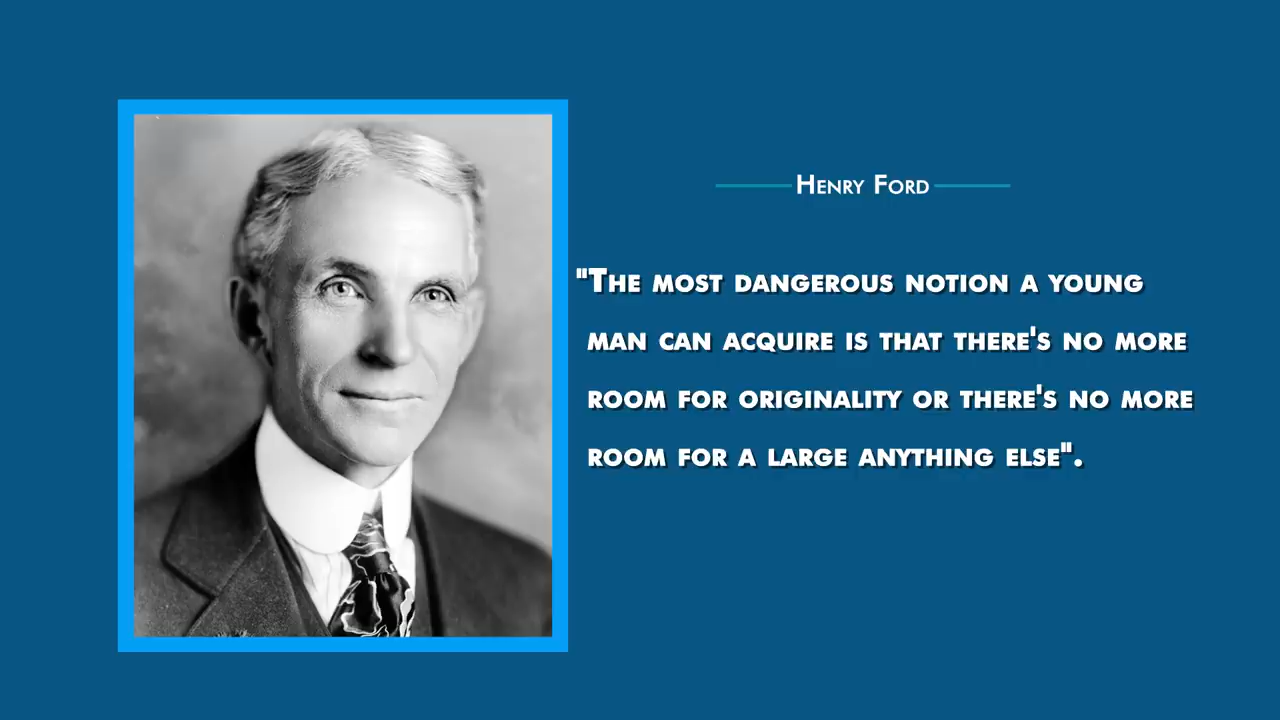 Henry Ford
"The most dangerous notion a young
man can acquire is that there's no more
room for originality or there's no more
room for a large anything else".